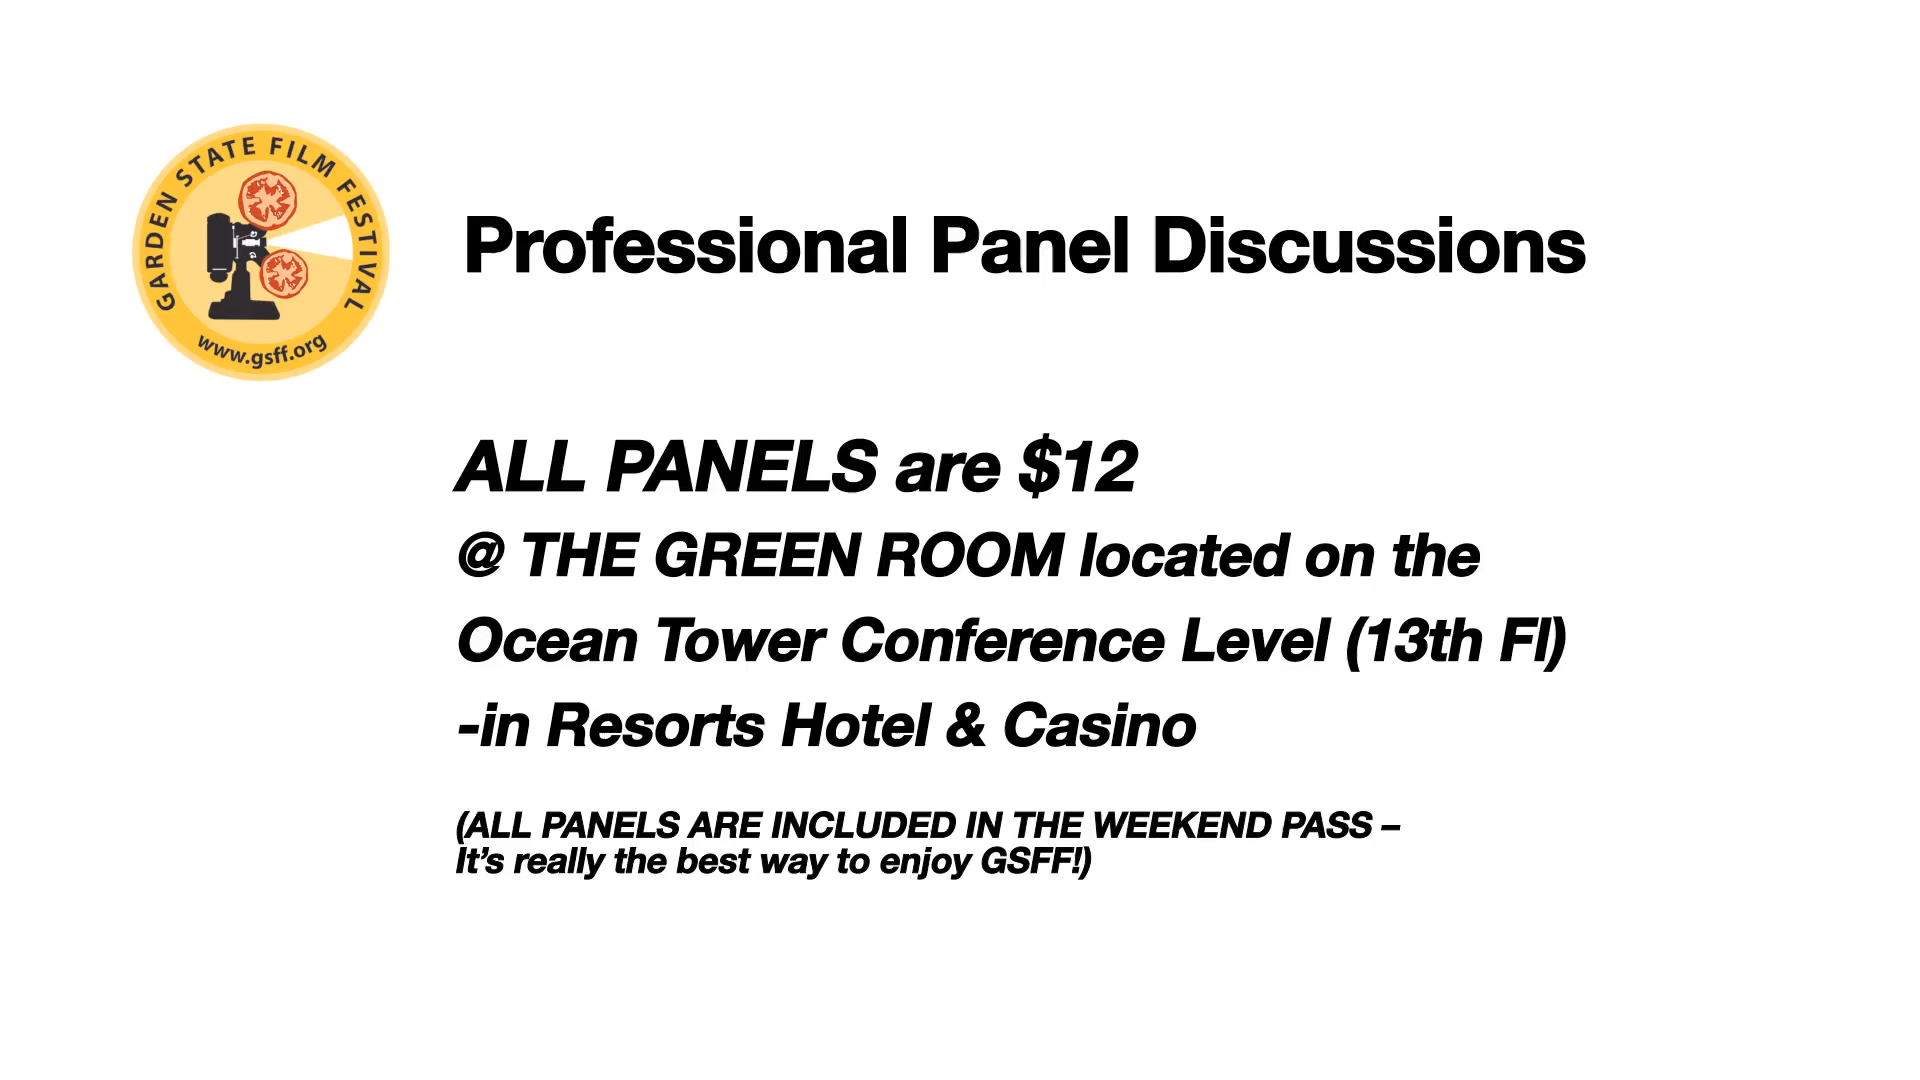 GARDEN STATE FILM FESTIVAL
www.gsff.org
Professional Panel Discussions
ALL PANELS are $12
@ THE GREEN ROOM located on the
Ocean Tower Conference Level (13th Fl)
-in Resorts Hotel & Casino
(ALL PANELS ARE INCLUDED IN THE WEEKEND PASS –
It’s really the best way to enjoy GSFF!)